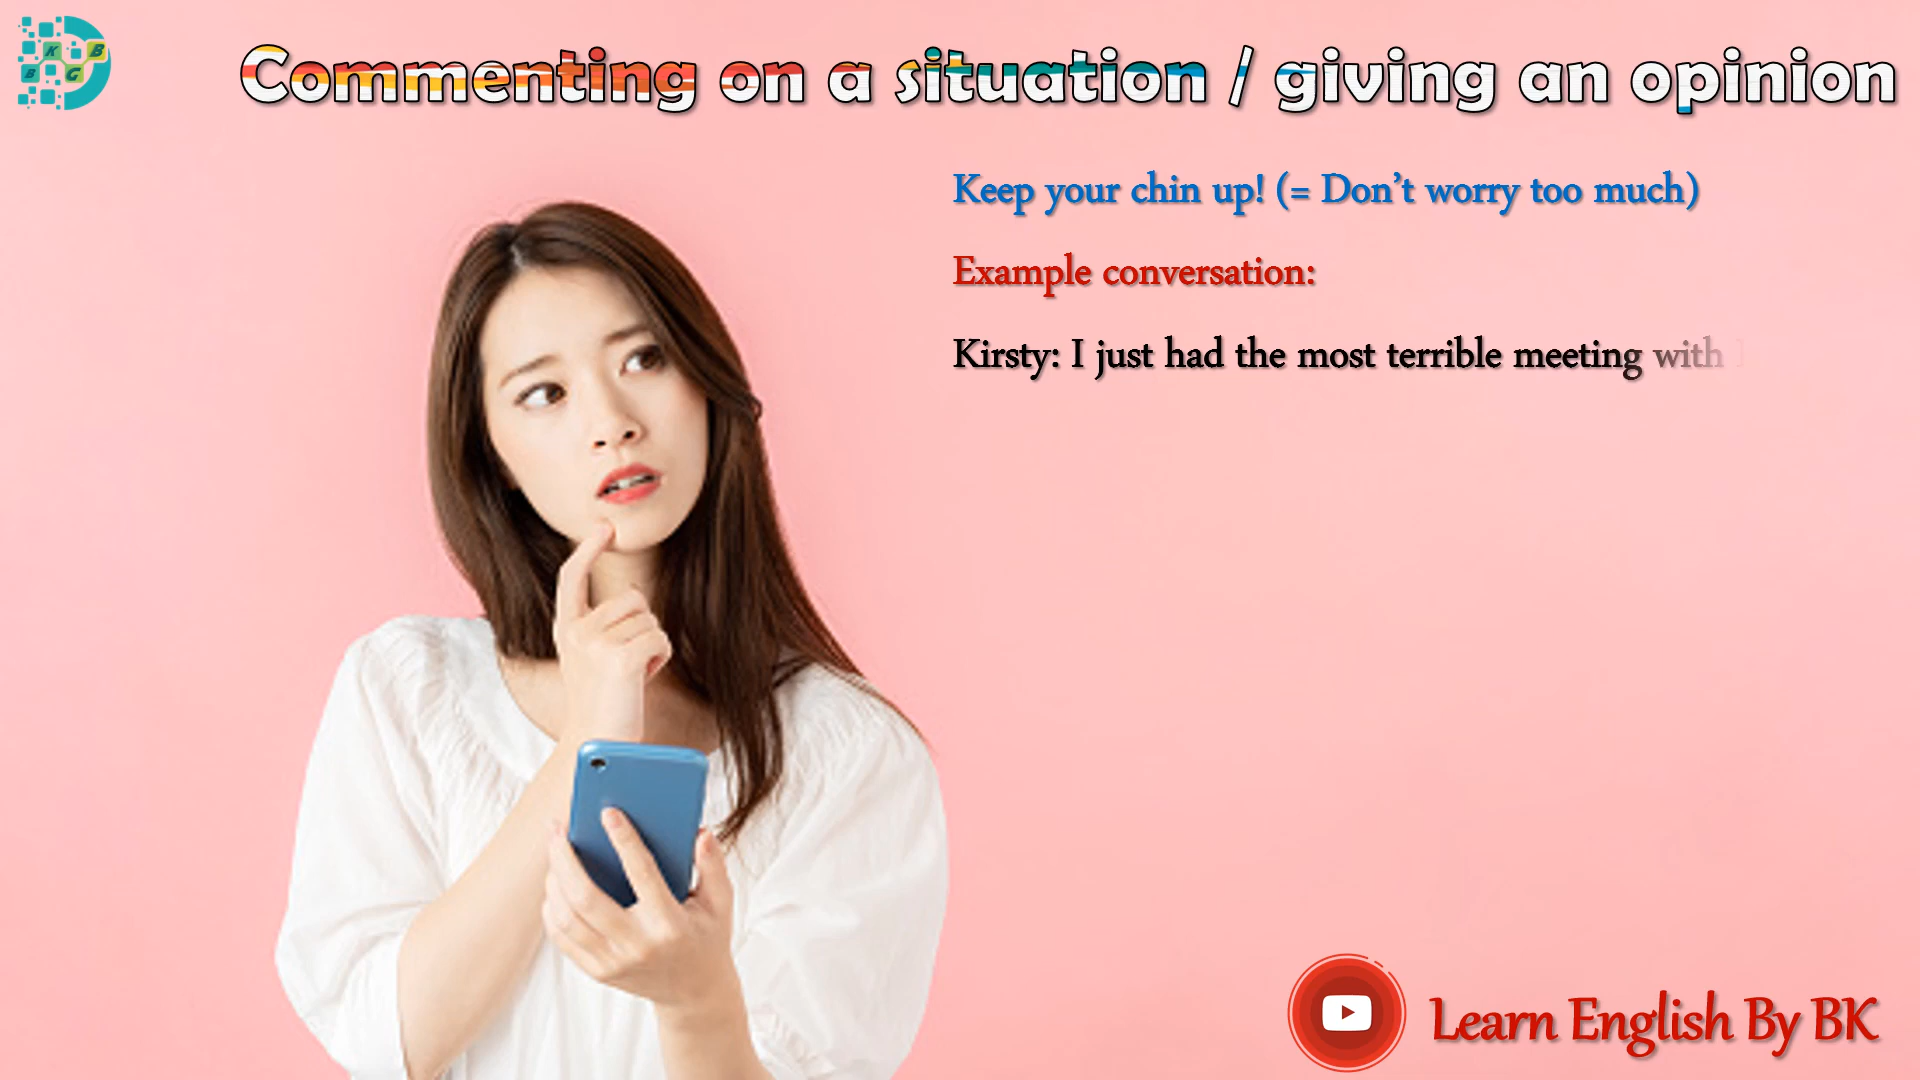 Commenting on a situation / giving an opinion
Keep your chin up! (= Don’t worry too much)
Example conversation:
Kirsty: I just had the most terrible meeting with
K B
B G
Learn English By BK